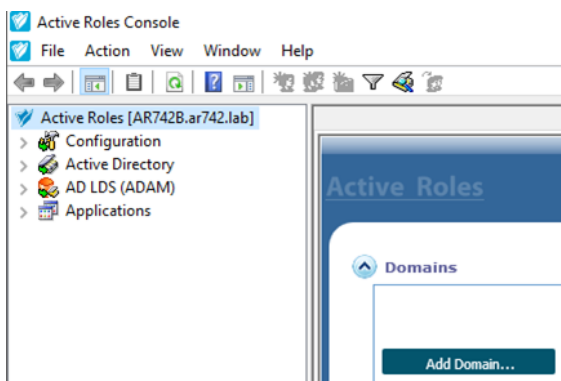 Active Roles Console
File Action View Window Help
Active Roles [AR742B.ar742.lab]
Configuration
Active Directory
AD LDS (ADAM)
Applications
Active Roles
Domains
Add Domain...